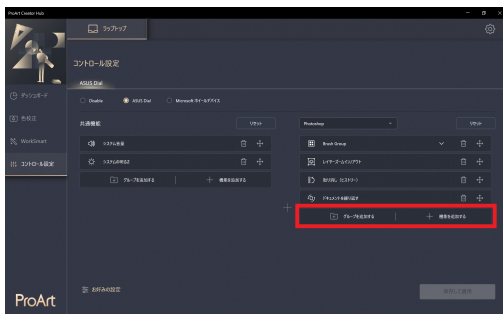 ProArt Creator Hub
ラップトップ
コントロール設定
ASUS Dial
ダッシュボード
Disable
ASUS Dial
Microsoft ホイールデバイス
色校正
共通機能
リセット
Photoshop
リセット
WorkSmart
システム音量
Brush Group
コントロール設定
システムの明るさ
レイヤーズームイン/アウト
グループを追加する
機能を追加する
取り消し (ヒストリー)
ドキュメントを繰り返す
グループを追加する
機能を追加する
お好みの設定
保存して適用
ProArt